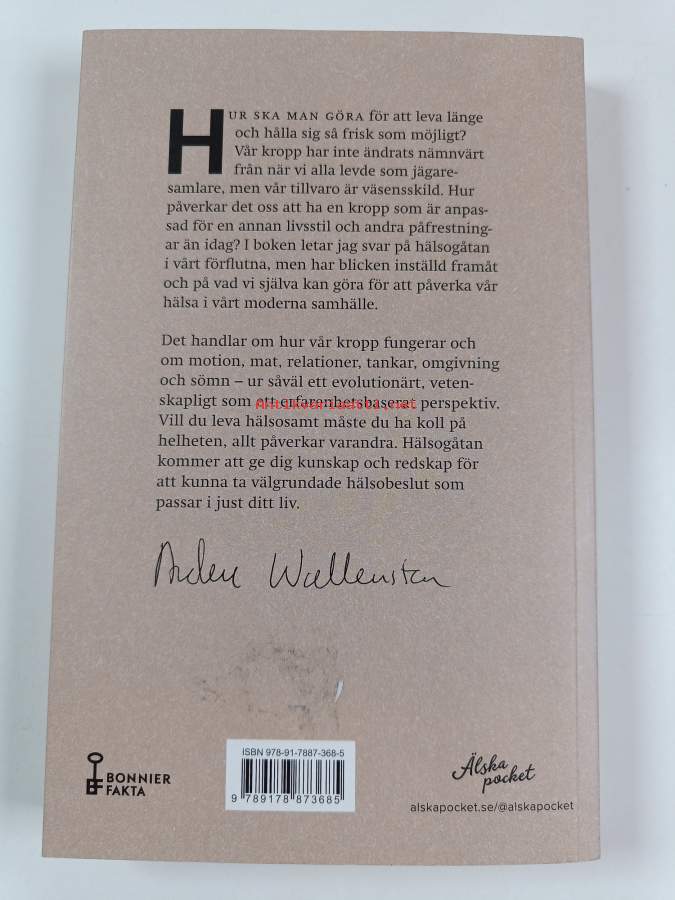 HUR SKA MAN GÖRA för att leva länge
och hålla sig så frisk som möjligt?
Vår kropp har inte ändrats nämnvärt
från när vi alla levde som jägare-
samlare, men vår tillvaro är väsensskild. Hur
påverkar det oss att ha en kropp som är anpas-
sad för en annan livsstil och andra påfrestning-
ar än idag? I boken letar jag svar på hälsogåtan
i vårt förflutna, men har blicken inställd framåt
och på vad vi själva kan göra för att påverka vår
hälsa i vårt moderna samhälle.
Det handlar om hur vår kropp fungerar och
om motion, mat, relationer, tankar, omgivning
och sömn – ur såväl ett evolutionärt, veten-
skapligt som ett erfarenhetsbaserat perspektiv.
Antikvariaatti.net
Vill du leva hälsosamt måste du ha koll på
helheten, allt påverkar varandra. Hälsogåtan
kommer att ge dig kunskap och redskap för
att kunna ta välgrundade hälsobeslut som
passar i just ditt liv.
Wallensten
ISBN 978-91-7887-368-5
9 789178 873685
BONNIER
FAKTA
Älska
pocket
alskapocket.se/@alskapocket